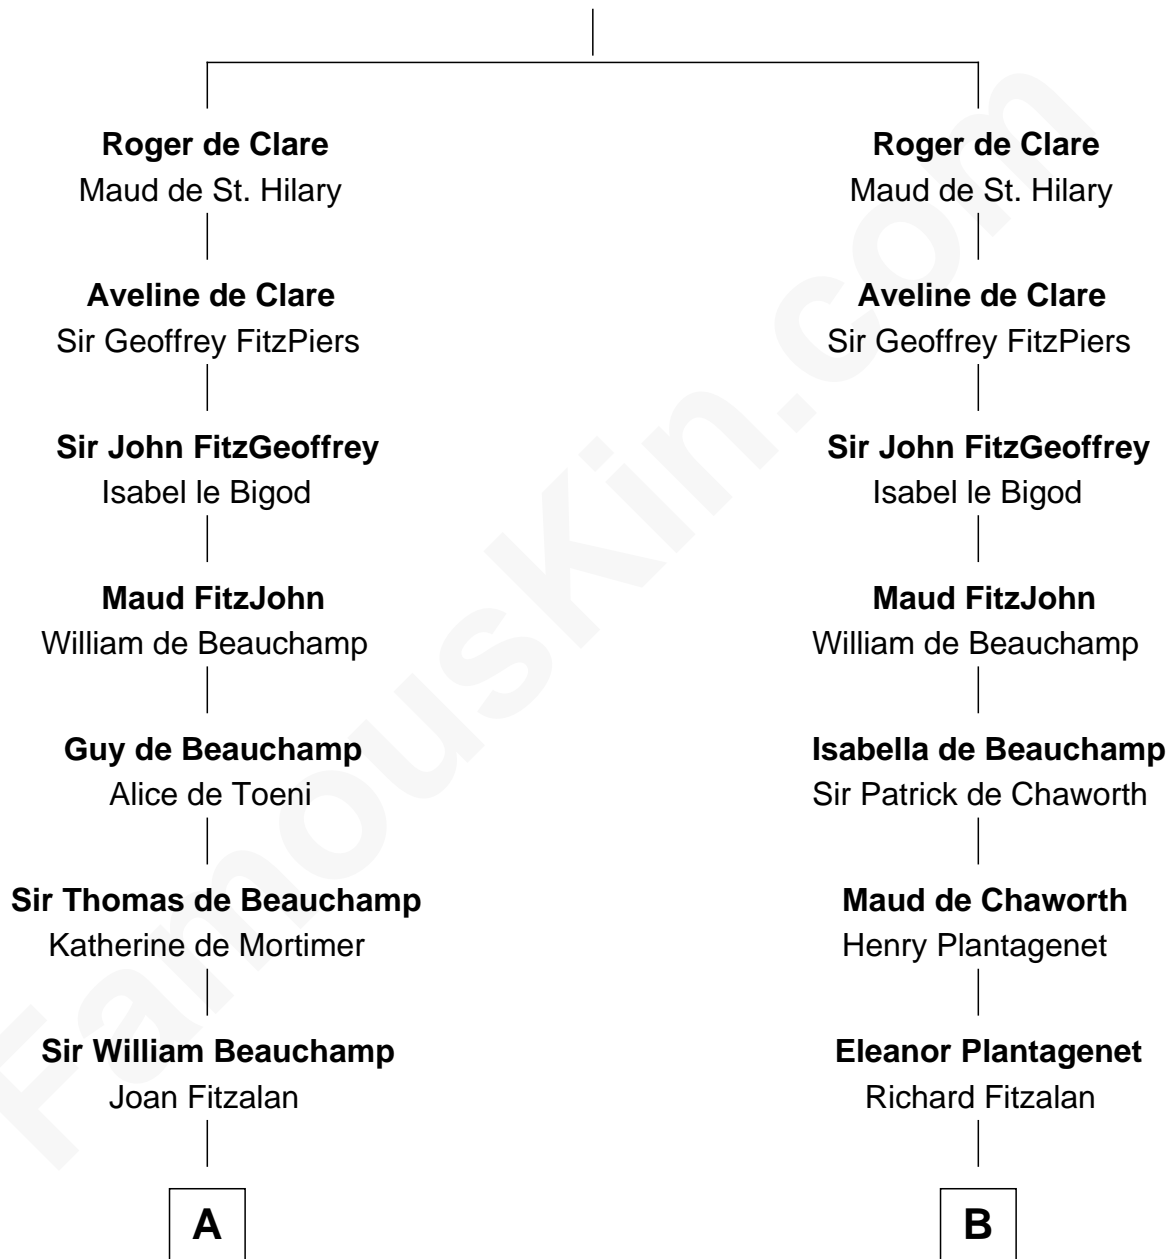 Roger de Clare
Maud de St. Hilary
Aveline de Clare
Sir Geoffrey FitzPiers
Sir John FitzGeoffrey
Isabel le Bigod
Maud FitzJohn
William de Beauchamp
Guy de Beauchamp
Alice de Toeni
Sir Thomas de Beauchamp
Katherine de Mortimer
Sir William Beauchamp
Joan Fitzalan
A
Roger de Clare
Maud de St. Hilary
Aveline de Clare
Sir Geoffrey FitzPiers
Sir John FitzGeoffrey
Isabel le Bigod
Maud FitzJohn
William de Beauchamp
Isabella de Beauchamp
Sir Patrick de Chaworth
Maud de Chaworth
Henry Plantagenet
Eleanor Plantagenet
Richard Fitzalan
B
FamousKin.com